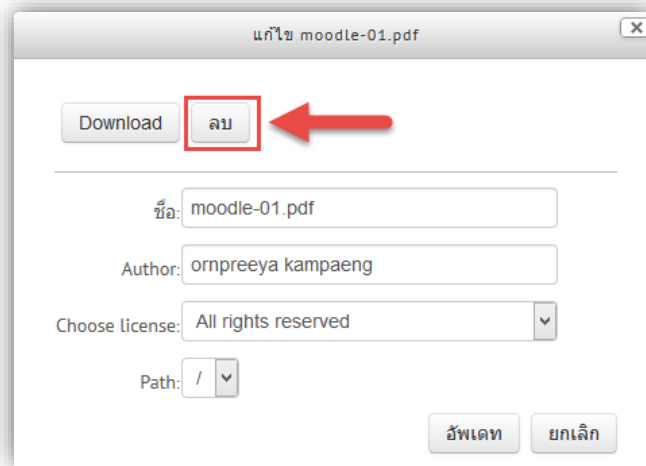 แก้ไข moodle-01.pdf
Download ลบ
ชื่อ: moodle-01.pdf
Author: ornpreeya kampaeng
Choose license: All rights reserved
Path: /
อัพเดท ยกเลิก